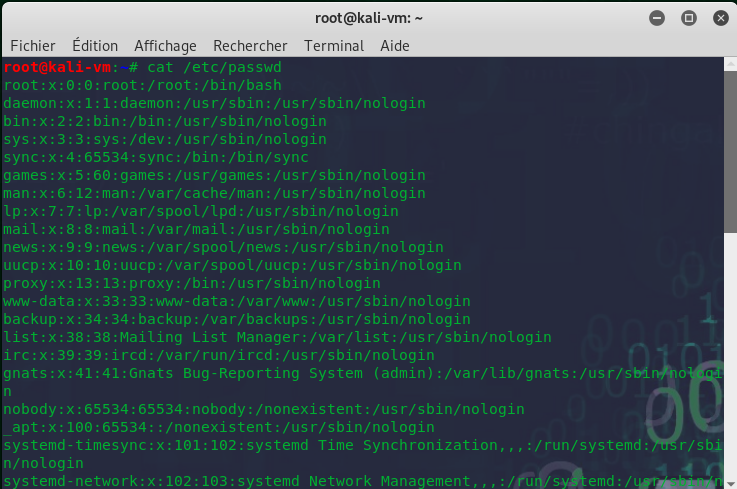 root@kali-vm: ~
Fichier Édition Affichage Rechercher Terminal Aide
root@kali-vm:~# cat /etc/passwd
root:x:0:0:root:/root:/bin/bash
daemon:x:1:1:daemon:/usr/sbin:/usr/sbin/nologin
bin:x:2:2:bin:/bin:/usr/sbin/nologin
sys:x:3:3:sys:/dev:/usr/sbin/nologin
sync:x:4:65534:sync:/bin:/bin/sync
games:x:5:60:games:/usr/games:/usr/sbin/nologin
man:x:6:12:man:/var/cache/man:/usr/sbin/nologin
lp:x:7:7:lp:/var/spool/lpd:/usr/sbin/nologin
mail:x:8:8:mail:/var/mail:/usr/sbin/nologin
news:x:9:9:news:/var/spool/news:/usr/sbin/nologin
uucp:x:10:10:uucp:/var/spool/uucp:/usr/sbin/nologin
proxy:x:13:13:proxy:/bin:/usr/sbin/nologin
www-data:x:33:33:www-data:/var/www:/usr/sbin/nologin
backup:x:34:34:backup:/var/backups:/usr/sbin/nologin
list:x:38:38:Mailing List Manager:/var/list:/usr/sbin/nologin
irc:x:39:39:ircd:/var/run/ircd:/usr/sbin/nologin
gnats:x:41:41:Gnats Bug-Reporting System (admin):/var/lib/gnats:/usr/sbin/nologi
n
nobody:x:65534:65534:nobody:/nonexistent:/usr/sbin/nologin
_apt:x:100:65534::/nonexistent:/usr/sbin/nologin
systemd-timesync:x:101:102:systemd Time Synchronization,,,:/run/systemd:/usr/sbi
n/nologin
systemd-network:x:102:103:systemd Network Management,,,:/run/systemd:/usr/sbin/n